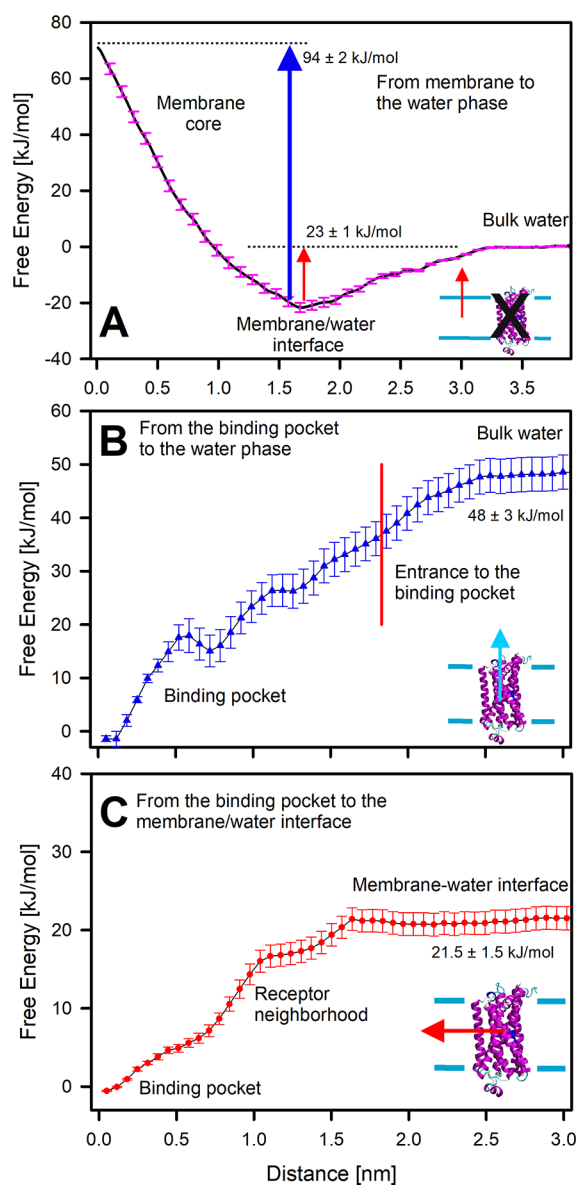 80
94 ± 2 kJ/mol
60
Membrane
core
From membrane to
the water phase
40
20
23 ± 1 kJ/mol
Bulk water
0
-20
A
Membrane/water
interface
X
-40
0.0 0.5 1.0 1.5 2.0 2.5 3.0 3.5
Free Energy [kJ/mol]
60
B From the binding pocket
to the water phase
Bulk water
50
48 ± 3 kJ/mol
40
30
Entrance to the
binding pocket
20
10
Binding pocket
0
Free Energy [kJ/mol]
40
C From the binding pocket to the
membrane/water interface
30
Membrane-water interface
20
21.5 ± 1.5 kJ/mol
Receptor
neighborhood
10
Binding pocket
0
Free Energy [kJ/mol]
0.0 0.5 1.0 1.5 2.0 2.5 3.0
Distance [nm]